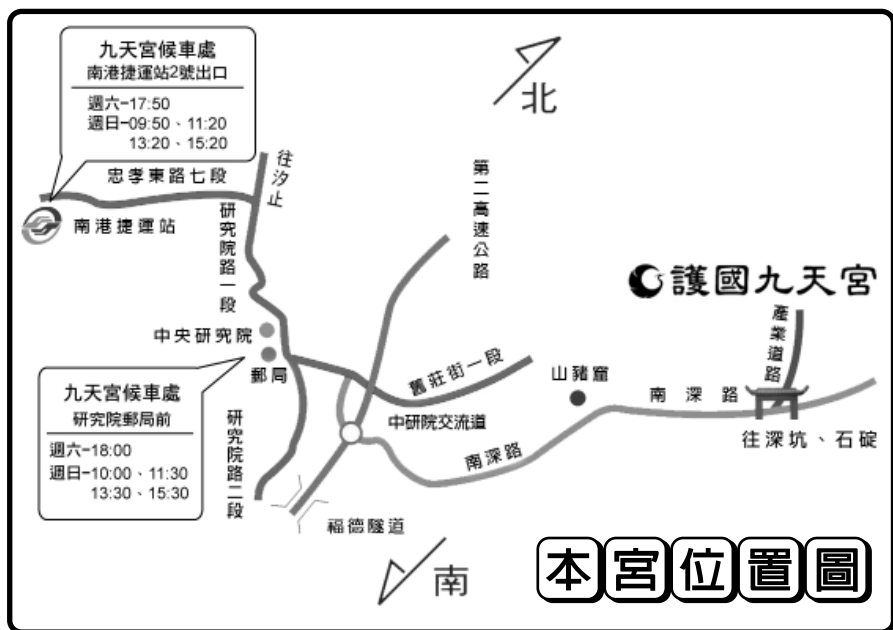 九天宮候車處
南港捷運站2號出口
週六-17:50
週日-09:50、11:20
13:20、15:20
北
忠孝東路七段
往汐止
南港捷運站
研究院路一段
第二高速公路
護國九天宮
產業道路
中央研究院
郵局
舊莊街一段
山豬窟
南深路
往深坑、石碇
九天宮候車處
研究院郵局前
週六-18:00
週日-10:00、11:30
13:30、15:30
研究院路二段
中研院交流道
南深路
福德隧道
南
本宮位置圖